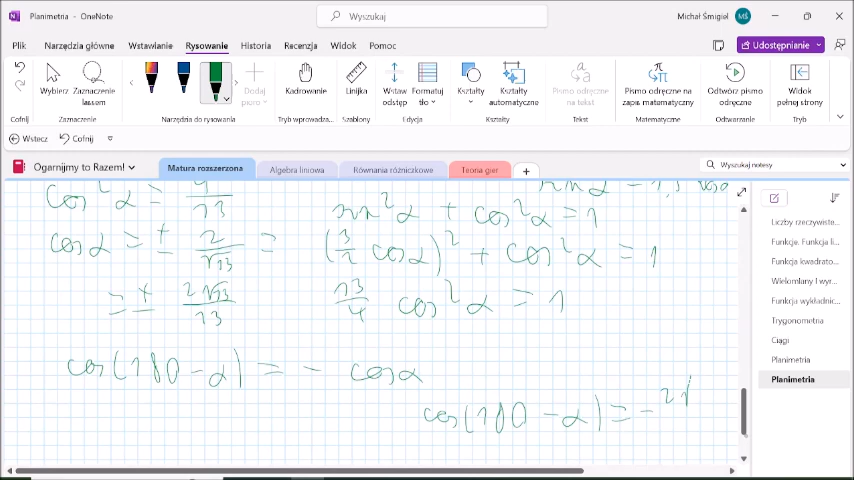 Planimetria - OneNote
Wyszukaj
Michał Śmigiel MŚ
Plik Narzędzia główne Wstawianie Rysowanie Historia Recenzja Widok Pomoc
Udostępnianie
Wybierz Zaznaczenie lassem
Dodaj pióro
Kadrowanie
Linijka
Wstaw odstęp
Formatuj tło
Kształty
Kształty automatyczne
Pismo odręczne na tekst
Pismo odręczne na zapis matematyczny
Odtwórz pismo odręczne
Widok pełnej strony
Cofnij Zaznaczenie Narzędzia do rysowania Tryb wprowadza... Szablony Edycja Kształty Tekst Matematyczne Odtwarzanie Tryb
Wstecz Cofnij
Ogarnijmy to Razem!
Matura rozszerzona
Algebra liniowa
Równania różniczkowe
Teoria gier
Wyszukaj notesy
cos²α = 4/13
sin²α + cos²α = 1
cosα = ± 2/√13 =
(3/2 cosα)² + cos²α = 1
= ± 2√13/13
13/4 cos²α = 1
cos(180 - α) = - cosα
cos(180 - α) = - 2√
Liczby rzeczywiste...
Funkcje. Funkcja li...
Funkcja kwadrato...
Wielomiany i wyr...
Funkcja wykładnic...
Trygonometria
Ciągi
Planimetria
Planimetria